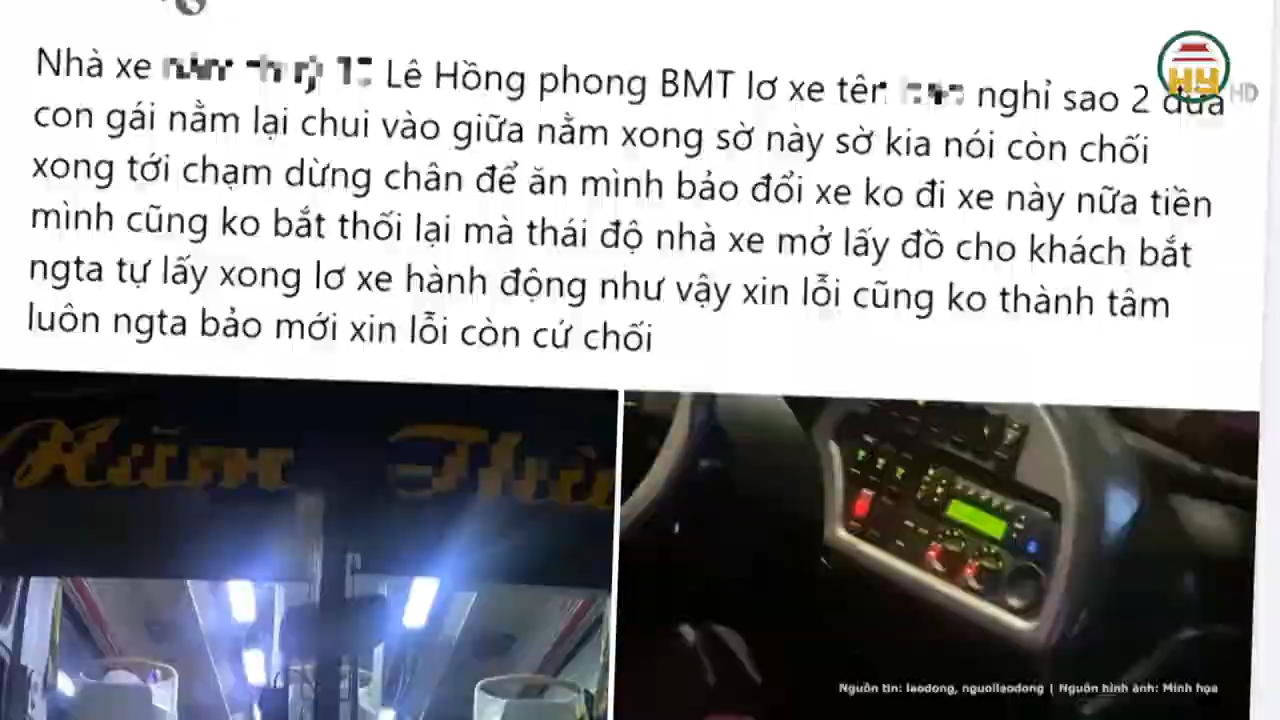 Nhà xe Lê Hồng phong BMT lơ xe tên nghỉ sao 2 đứa
con gái nằm lại chui vào giữa nằm xong sờ này sờ kia nói còn chối
xong tới chạm dừng chân để ăn mình bảo đổi xe ko đi xe này nữa tiền
mình cũng ko bắt thối lại mà thái độ nhà xe mở lấy đồ cho khách bắt
ngta tự lấy xong lơ xe hành động như vậy xin lỗi cũng ko thành tâm
luôn ngta bảo mới xin lỗi còn cứ chối
HY HD
Nguồn tin: laodong, nguoilaodong | Nguồn hình ảnh: Minh họa